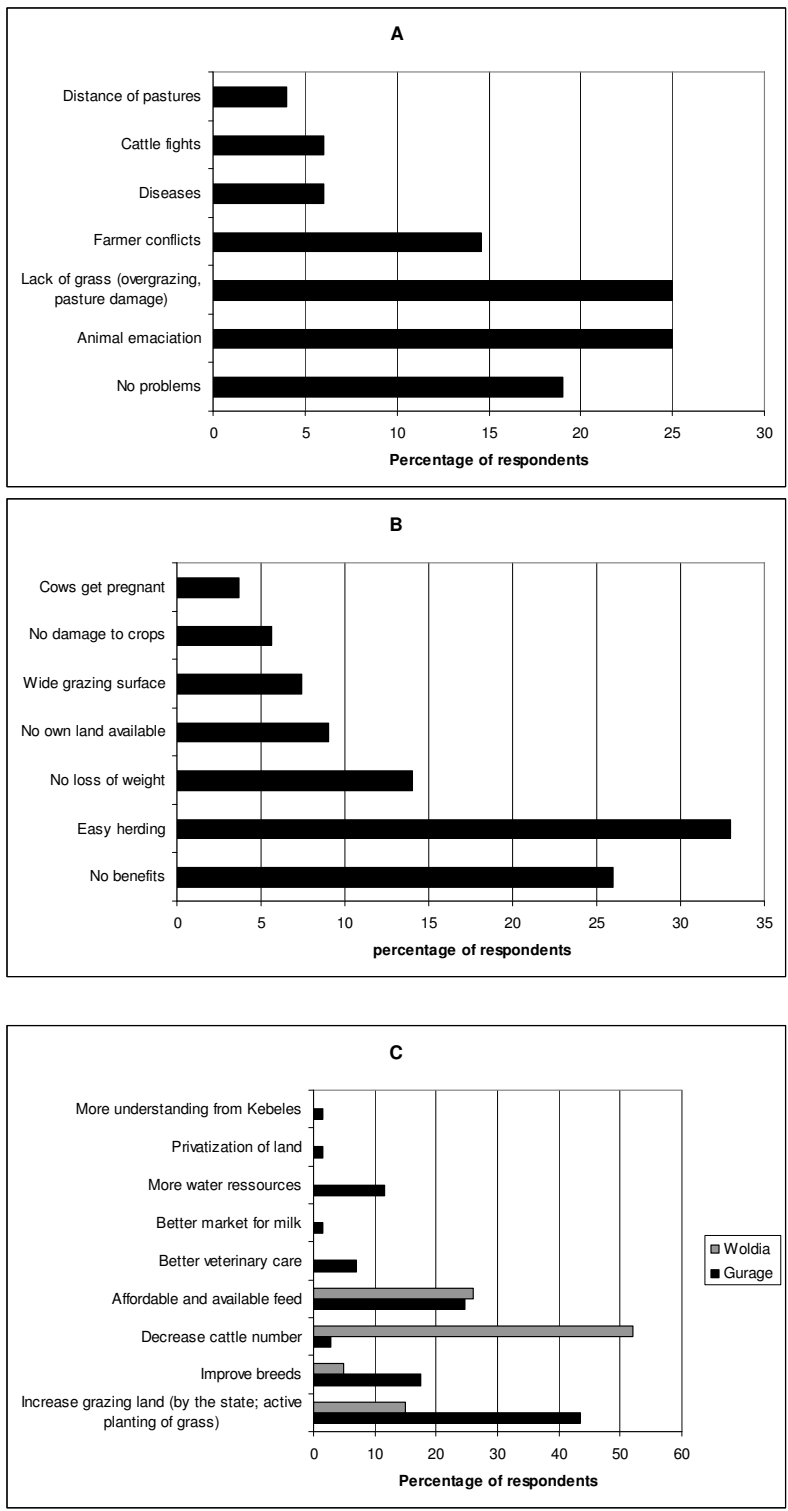 A
Distance of pastures
Cattle fights
Diseases
Farmer conflicts
Lack of grass (overgrazing,
pasture damage)
Animal emaciation
No problems
0 5 10 15 20 25 30
Percentage of respondents
B
Cows get pregnant
No damage to crops
Wide grazing surface
No own land available
No loss of weight
Easy herding
No benefits
0 5 10 15 20 25 30 35
percentage of respondents
C
More understanding from Kebeles
Privatization of land
More water ressources
Better market for milk
Better veterinary care
Affordable and available feed
Decrease cattle number
Improve breeds
Increase grazing land (by the state; active
planting of grass)
0 10 20 30 40 50 60
Percentage of respondents
Woldia
Gurage